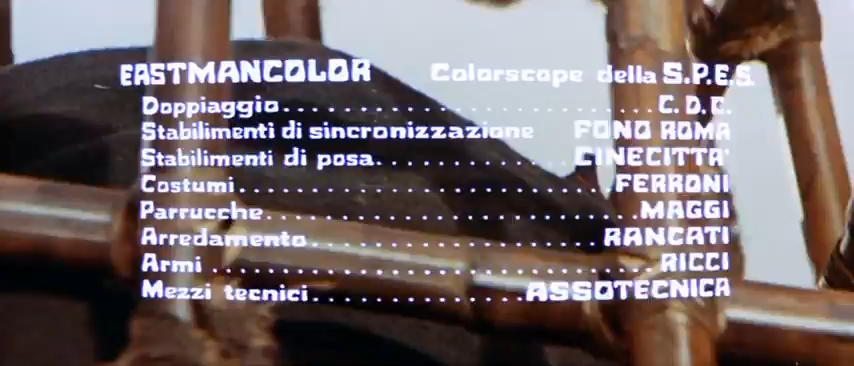 EASTMANCOLOR Colorscope della S.P.E.S.
Doppiaggio.............................C.D.C.
Stabilimenti di sincronizzazione FONO ROMA
Stabilimenti di posa...............CINECITTA'
Costumi.............................FERRONI
Parrucche............................MAGGI
Arredamento......................RANCATI
Armi.................................RICCI
Mezzi tecnici................ASSOTECNICA